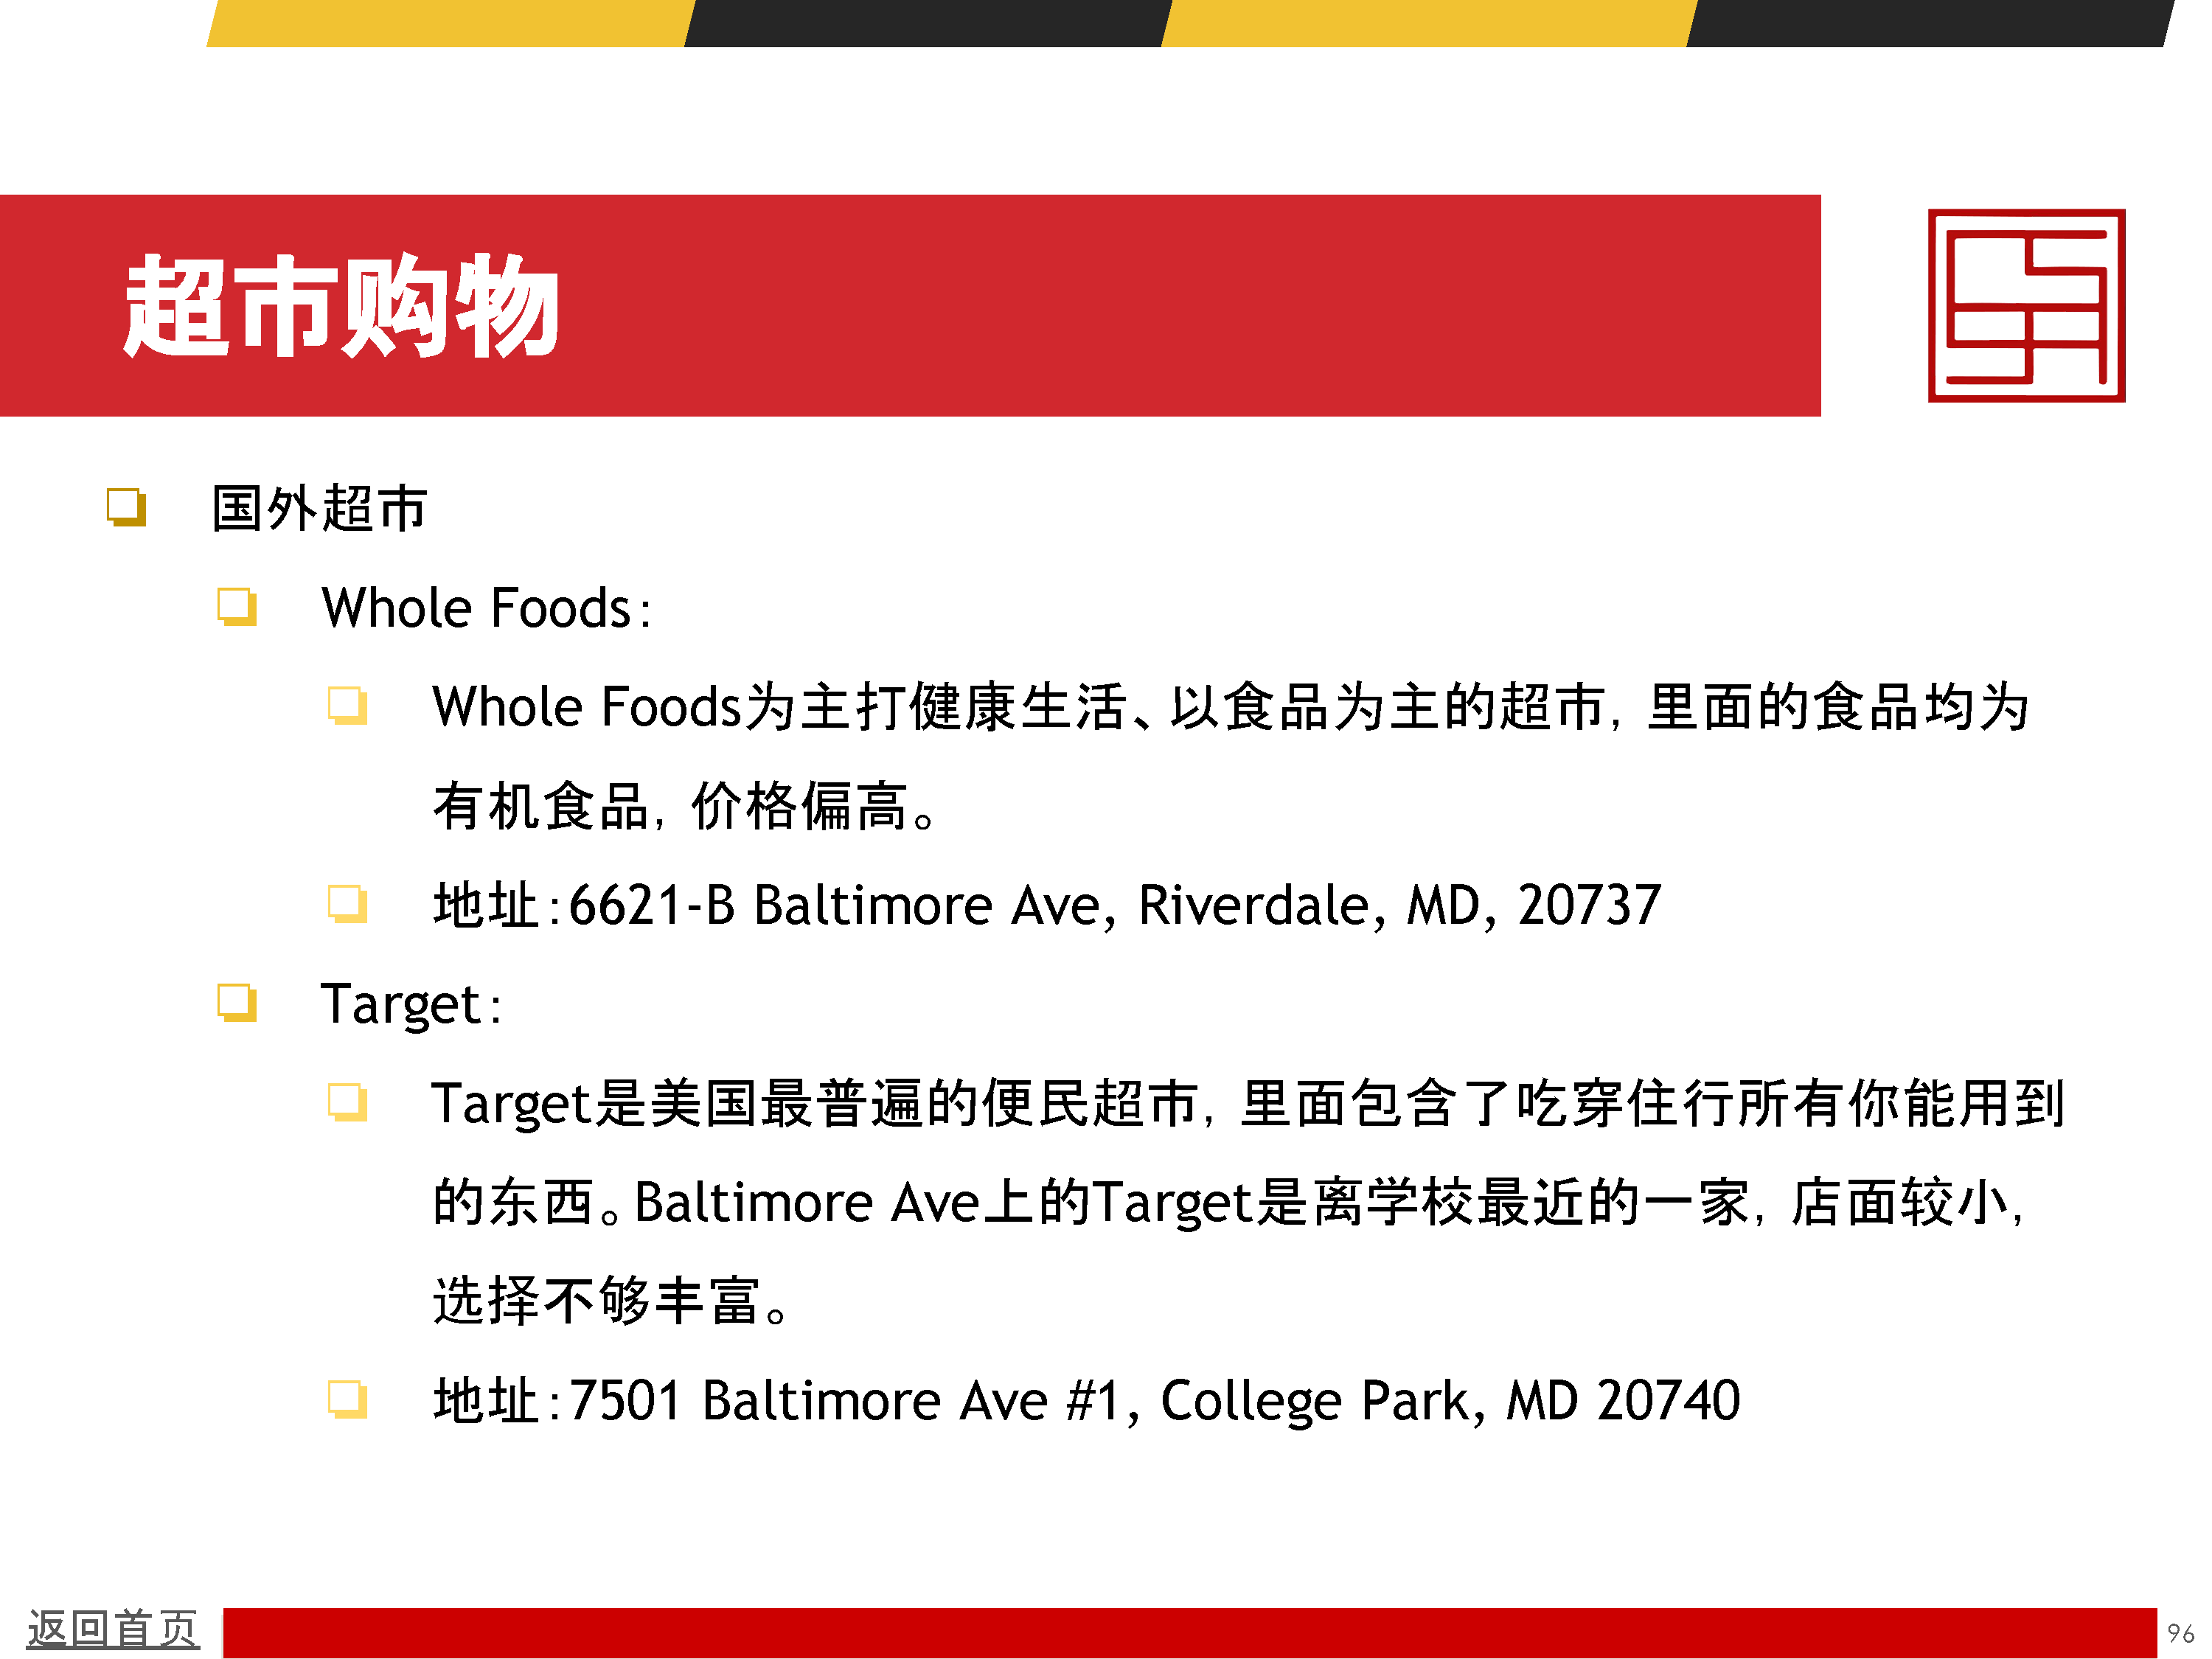 超市购物
国外超市
Whole Foods：
Whole Foods为主打健康生活、以食品为主的超市，里面的食品均为
有机食品，价格偏高。
地址：6621-B Baltimore Ave, Riverdale, MD, 20737
Target：
Target是美国最普遍的便民超市，里面包含了吃穿住行所有你能用到
的东西。Baltimore Ave上的Target是离学校最近的一家，店面较小，
选择不够丰富。
地址：7501 Baltimore Ave #1, College Park, MD 20740
返回首页
96